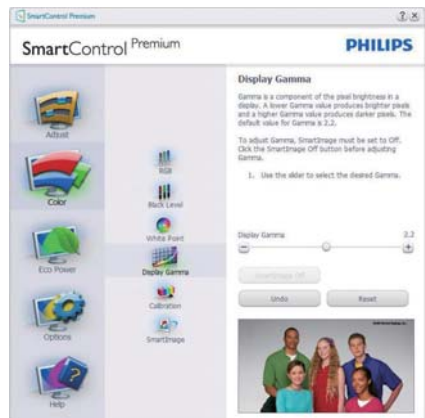 SmartControl Premium
SmartControl Premium
PHILIPS
Adjust
Color
Eco Power
Options
Help
RGB
Black Level
White Point
Display Gamma
Calibration
SmartImage
Display Gamma
Gamma is a component of the pixel brightness in a
display. A lower Gamma value produces brighter pixels
and a higher Gamma value produces darker pixels. The
default value for Gamma is 2.2.
To adjust Gamma, SmartImage must be set to Off.
Click the SmartImage Off button before adjusting
Gamma.
1. Use the slider to select the desired Gamma.
Display Gamma 2.2
SmartImage Off
Undo Reset